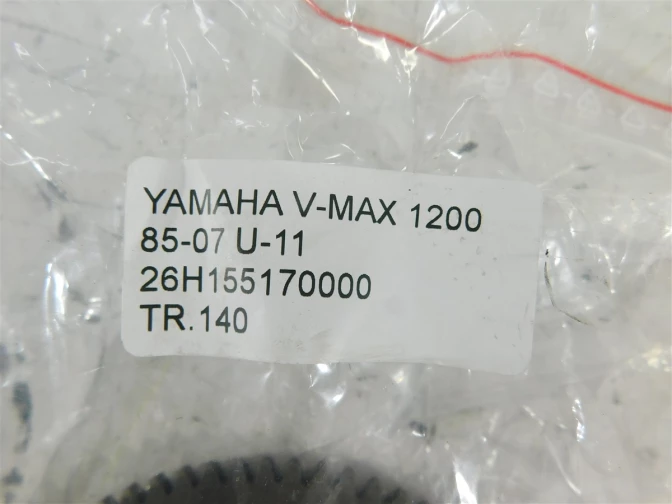 YAMAHA V-MAX 1200
85-07 U-11
26H155170000
TR.140